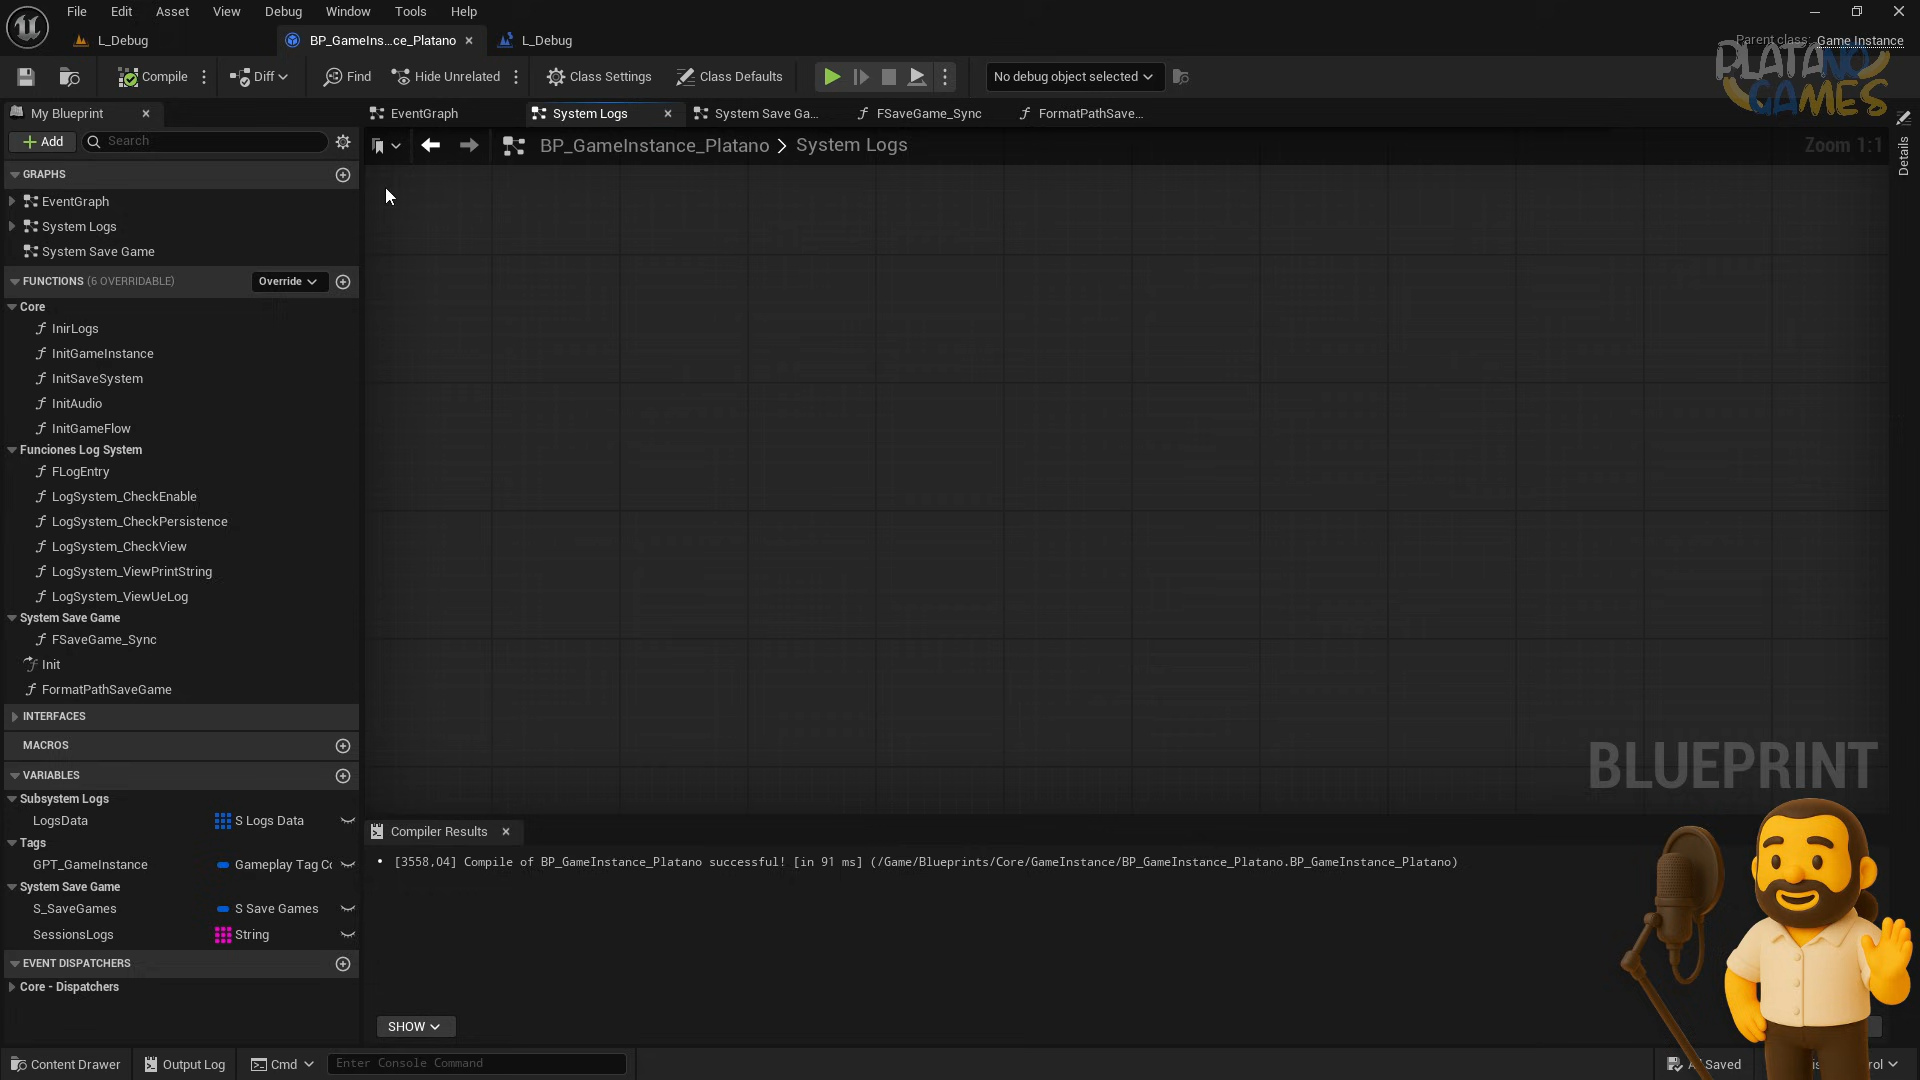 File Edit Asset View Debug Window Tools Help
L_Debug
BP_GameIns...ce_Platano
L_Debug
Parent class: Game Instance
PLATANO
GAMES
Compile
Diff
Find
Hide Unrelated
Class Settings
Class Defaults
No debug object selected
My Blueprint
EventGraph
System Logs
System Save Ga...
FSaveGame_Sync
FormatPathSave...
Add
Search
BP_GameInstance_Platano > System Logs
Zoom 1:1
Details
GRAPHS
EventGraph
System Logs
System Save Game
FUNCTIONS (6 OVERRIDABLE)
Override
Core
InirLogs
InitGameInstance
InitSaveSystem
InitAudio
InitGameFlow
Funciones Log System
FLogEntry
LogSystem_CheckEnable
LogSystem_CheckPersistence
LogSystem_CheckView
LogSystem_ViewPrintString
LogSystem_ViewUeLog
System Save Game
FSaveGame_Sync
Init
FormatPathSaveGame
INTERFACES
MACROS
VARIABLES
Subsystem Logs
LogsData S Logs Data
Tags
GPT_GameInstance Gameplay Tag Co
System Save Game
S_SaveGames S Save Games
SessionsLogs String
EVENT DISPATCHERS
Core - Dispatchers
BLUEPRINT
Compiler Results
[3558,04] Compile of BP_GameInstance_Platano successful! [in 91 ms] (/Game/Blueprints/Core/GameInstance/BP_GameInstance_Platano.BP_GameInstance_Platano)
SHOW
Content Drawer
Output Log
Cmd
Enter Console Command
Saved